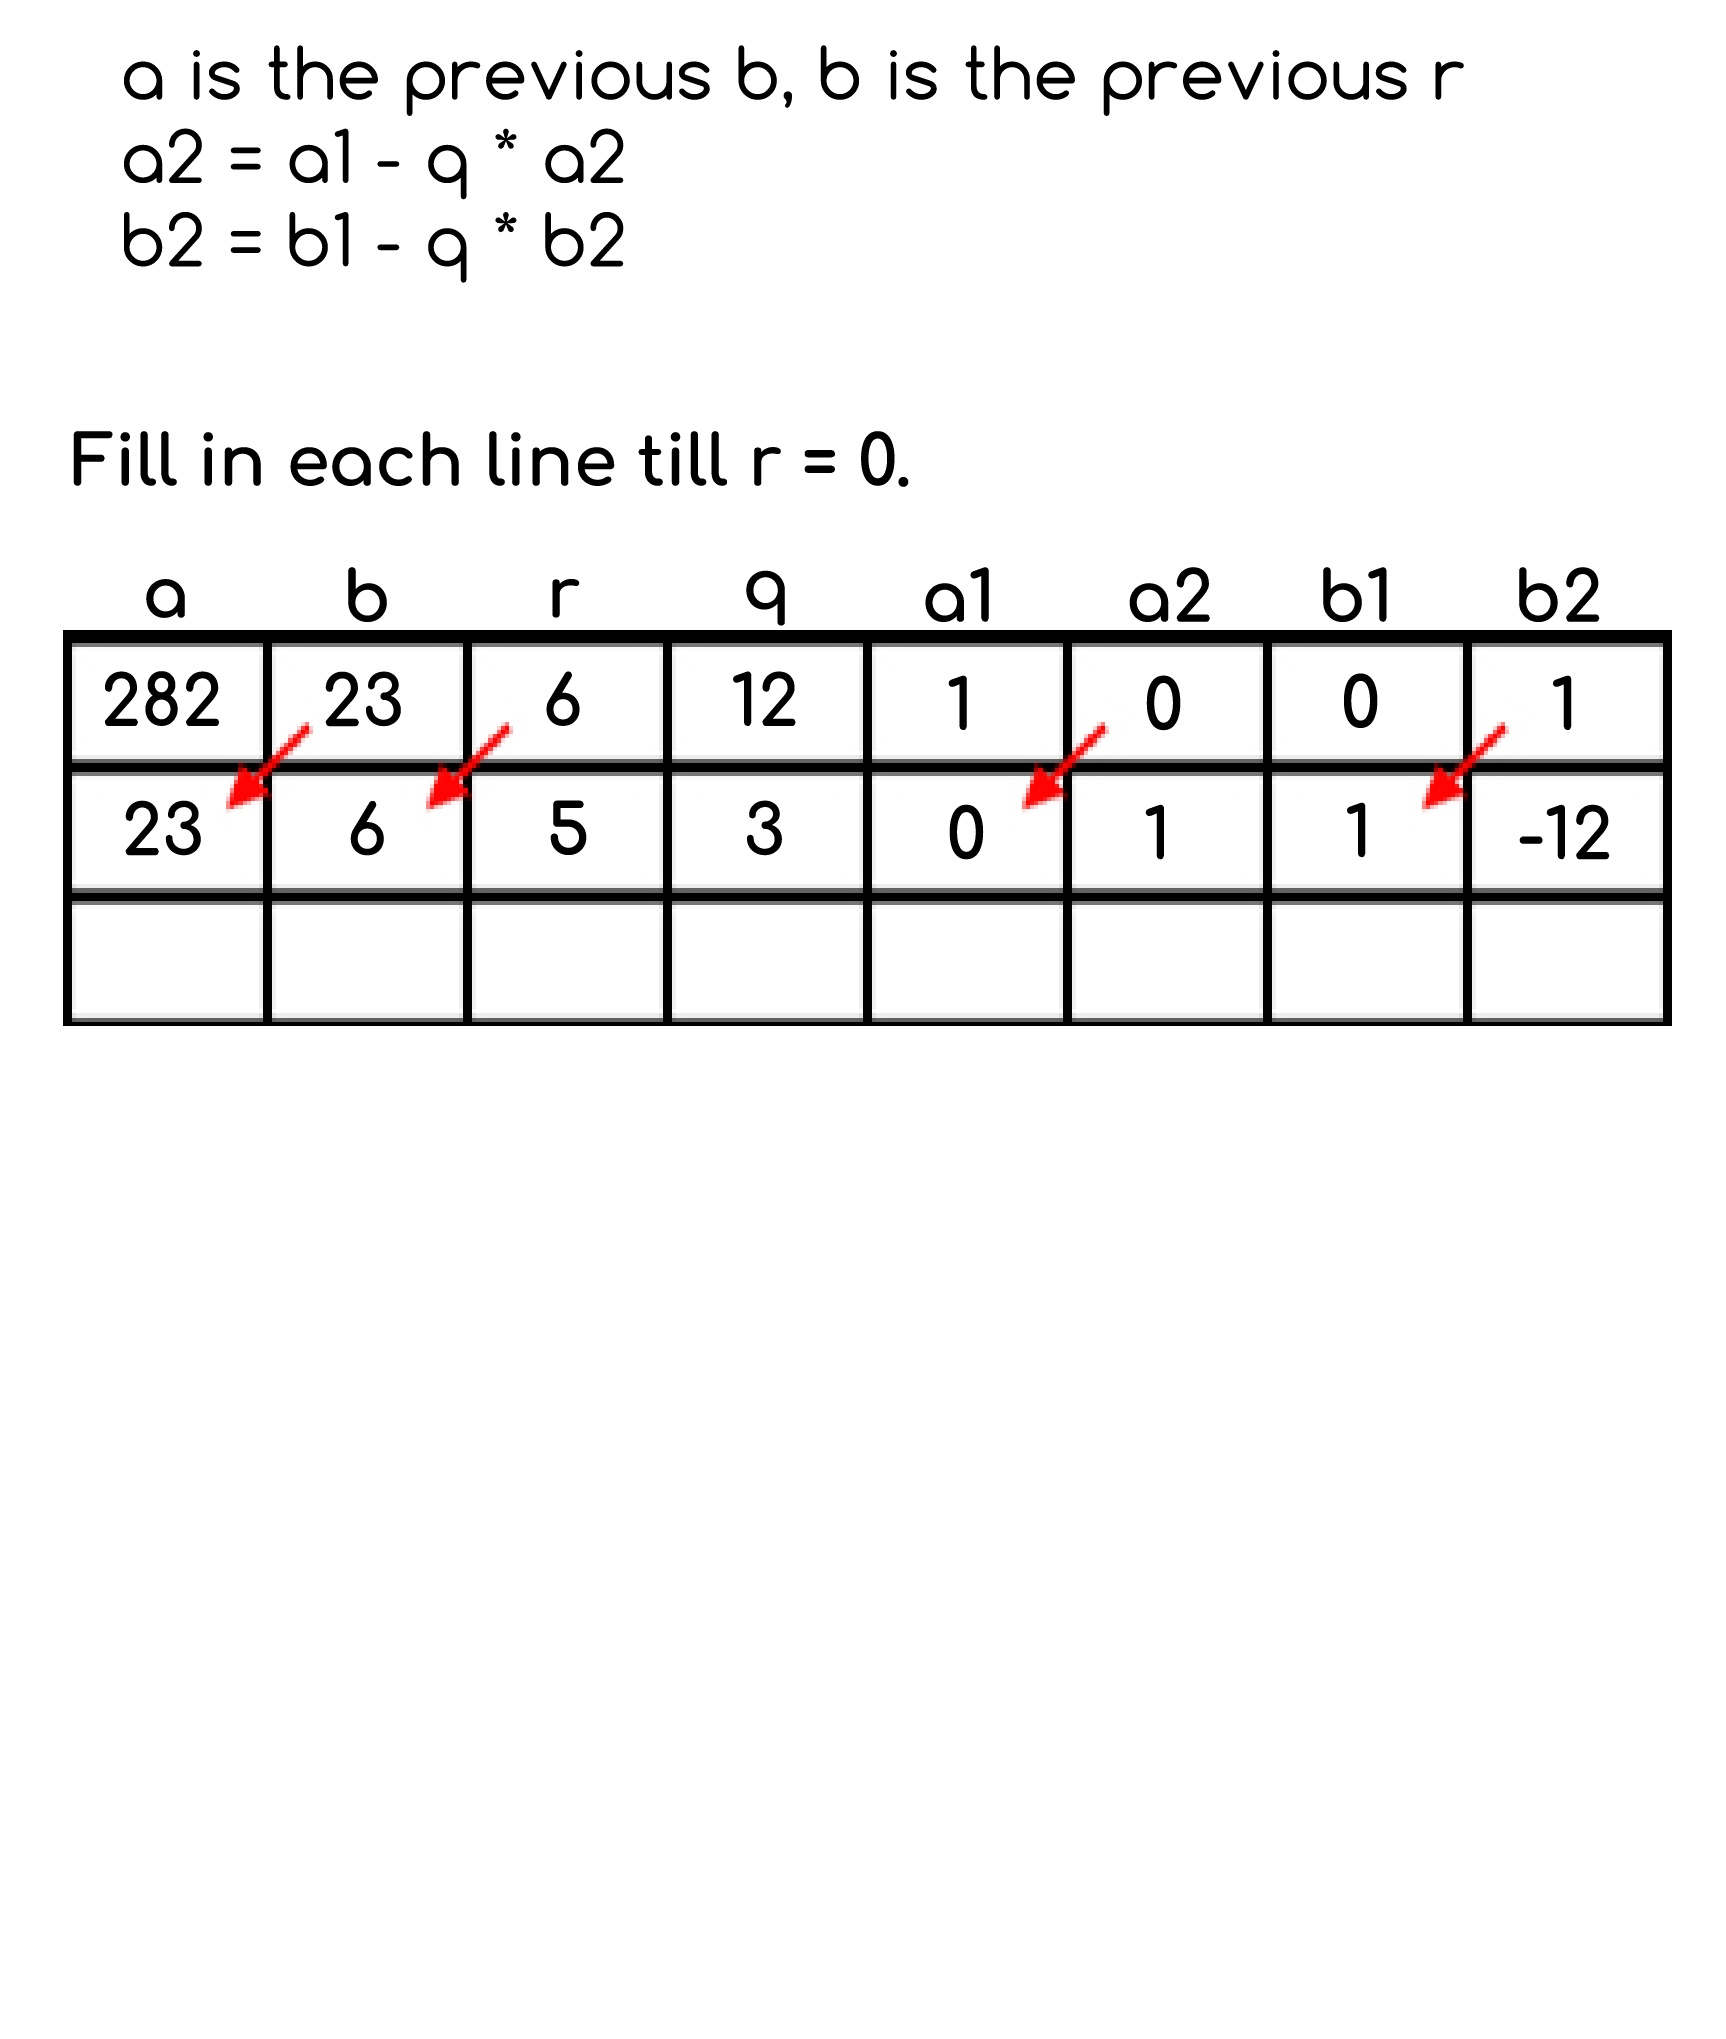 a is the previous b, b is the previous r
a2 = a1 - q * a2
b2 = b1 - q * b2
Fill in each line till r = 0.
a b r q a1 a2 b1 b2
282 23 6 12 1 0 0 1
23 6 5 3 0 1 1 -12